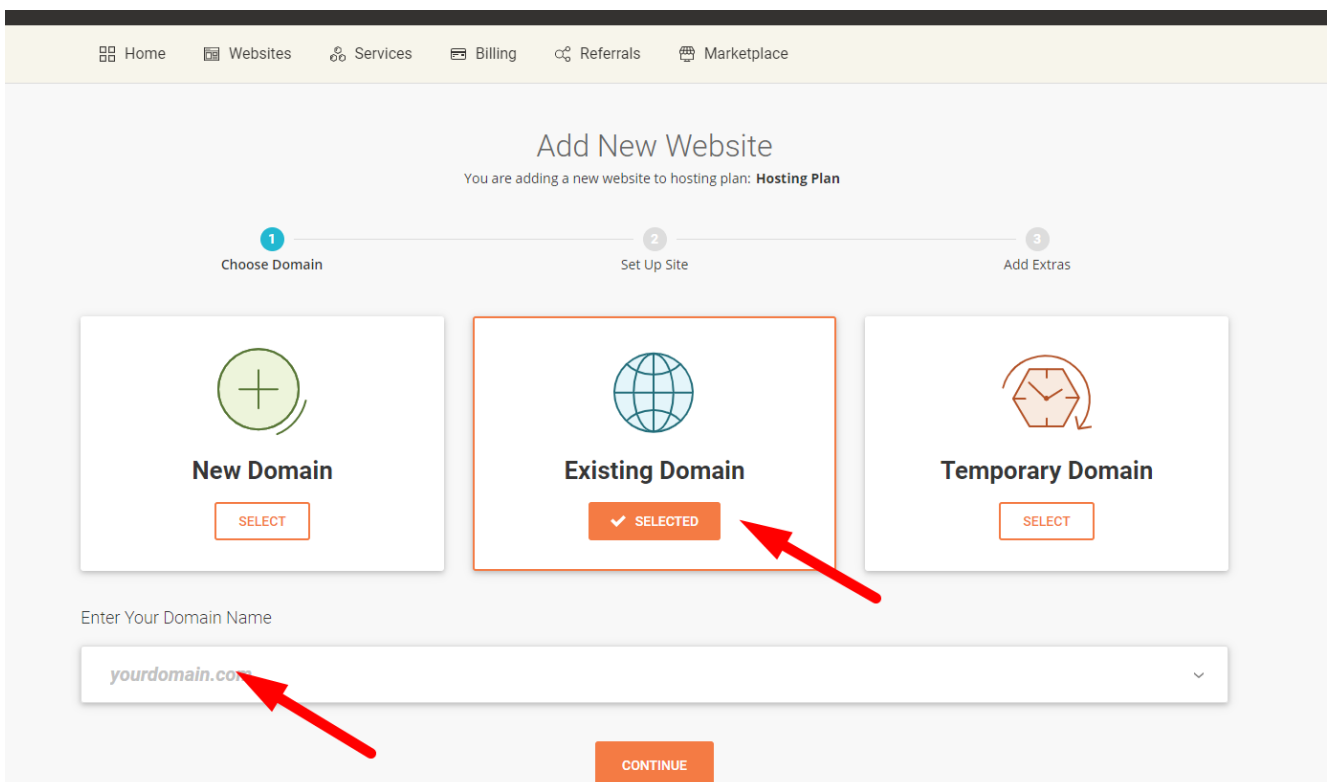 Home Websites Services Billing Referrals Marketplace
Add New Website
You are adding a new website to hosting plan: Hosting Plan
1 2 3
Choose Domain Set Up Site Add Extras
New Domain Existing Domain Temporary Domain
SELECT SELECTED SELECT
Enter Your Domain Name
yourdomain.com
CONTINUE